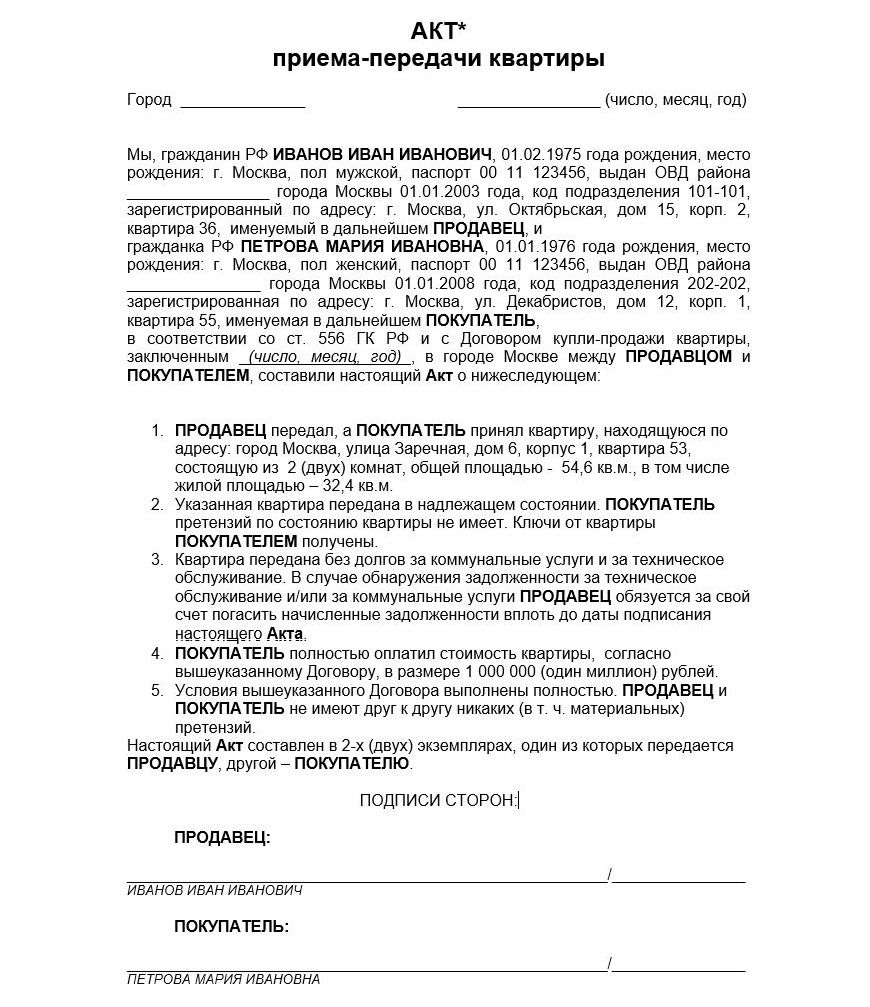 АКТ*
приема-передачи квартиры
Город ______________ ________________ (число, месяц, год)
Мы, гражданин РФ ИВАНОВ ИВАН ИВАНОВИЧ, 01.02.1975 года рождения, место
рождения: г. Москва, пол мужской, паспорт 00 11 123456, выдан ОВД района
________________ города Москвы 01.01.2003 года, код подразделения 101-101,
зарегистрированный по адресу: г. Москва, ул. Октябрьская, дом 15, корп. 2,
квартира 36, именуемый в дальнейшем ПРОДАВЕЦ, и
гражданка РФ ПЕТРОВА МАРИЯ ИВАНОВНА, 01.01.1976 года рождения, место
рождения: г. Москва, пол женский, паспорт 00 11 123456, выдан ОВД района
_______________ города Москвы 01.01.2008 года, код подразделения 202-202,
зарегистрированная по адресу: г. Москва, ул. Декабристов, дом 12, корп. 1,
квартира 55, именуемая в дальнейшем ПОКУПАТЕЛЬ,
в соответствии со ст. 556 ГК РФ и с Договором купли-продажи квартиры,
заключенным _(число, месяц, год)_, в городе Москве между ПРОДАВЦОМ и
ПОКУПАТЕЛЕМ, составили настоящий Акт о нижеследующем:
1. ПРОДАВЕЦ передал, а ПОКУПАТЕЛЬ принял квартиру, находящуюся по
адресу: город Москва, улица Заречная, дом 6, корпус 1, квартира 53,
состоящую из 2 (двух) комнат, общей площадью - 54,6 кв.м., в том числе
жилой площадью – 32,4 кв.м.
2. Указанная квартира передана в надлежащем состоянии. ПОКУПАТЕЛЬ
претензий по состоянию квартиры не имеет. Ключи от квартиры
ПОКУПАТЕЛЕМ получены.
3. Квартира передана без долгов за коммунальные услуги и за техническое
обслуживание. В случае обнаружения задолженности за техническое
обслуживание и/или за коммунальные услуги ПРОДАВЕЦ обязуется за свой
счет погасить начисленные задолженности вплоть до даты подписания
настоящего Акта.
4. ПОКУПАТЕЛЬ полностью оплатил стоимость квартиры, согласно
вышеуказанному Договору, в размере 1 000 000 (один миллион) рублей.
5. Условия вышеуказанного Договора выполнены полностью. ПРОДАВЕЦ и
ПОКУПАТЕЛЬ не имеют друг к другу никаких (в т. ч. материальных)
претензий.
Настоящий Акт составлен в 2-х (двух) экземплярах, один из которых передается
ПРОДАВЦУ, другой – ПОКУПАТЕЛЮ.
ПОДПИСИ СТОРОН:
ПРОДАВЕЦ:
______________________________________________________/_______________
ИВАНОВ ИВАН ИВАНОВИЧ
ПОКУПАТЕЛЬ:
______________________________________________________/_______________
ПЕТРОВА МАРИЯ ИВАНОВНА